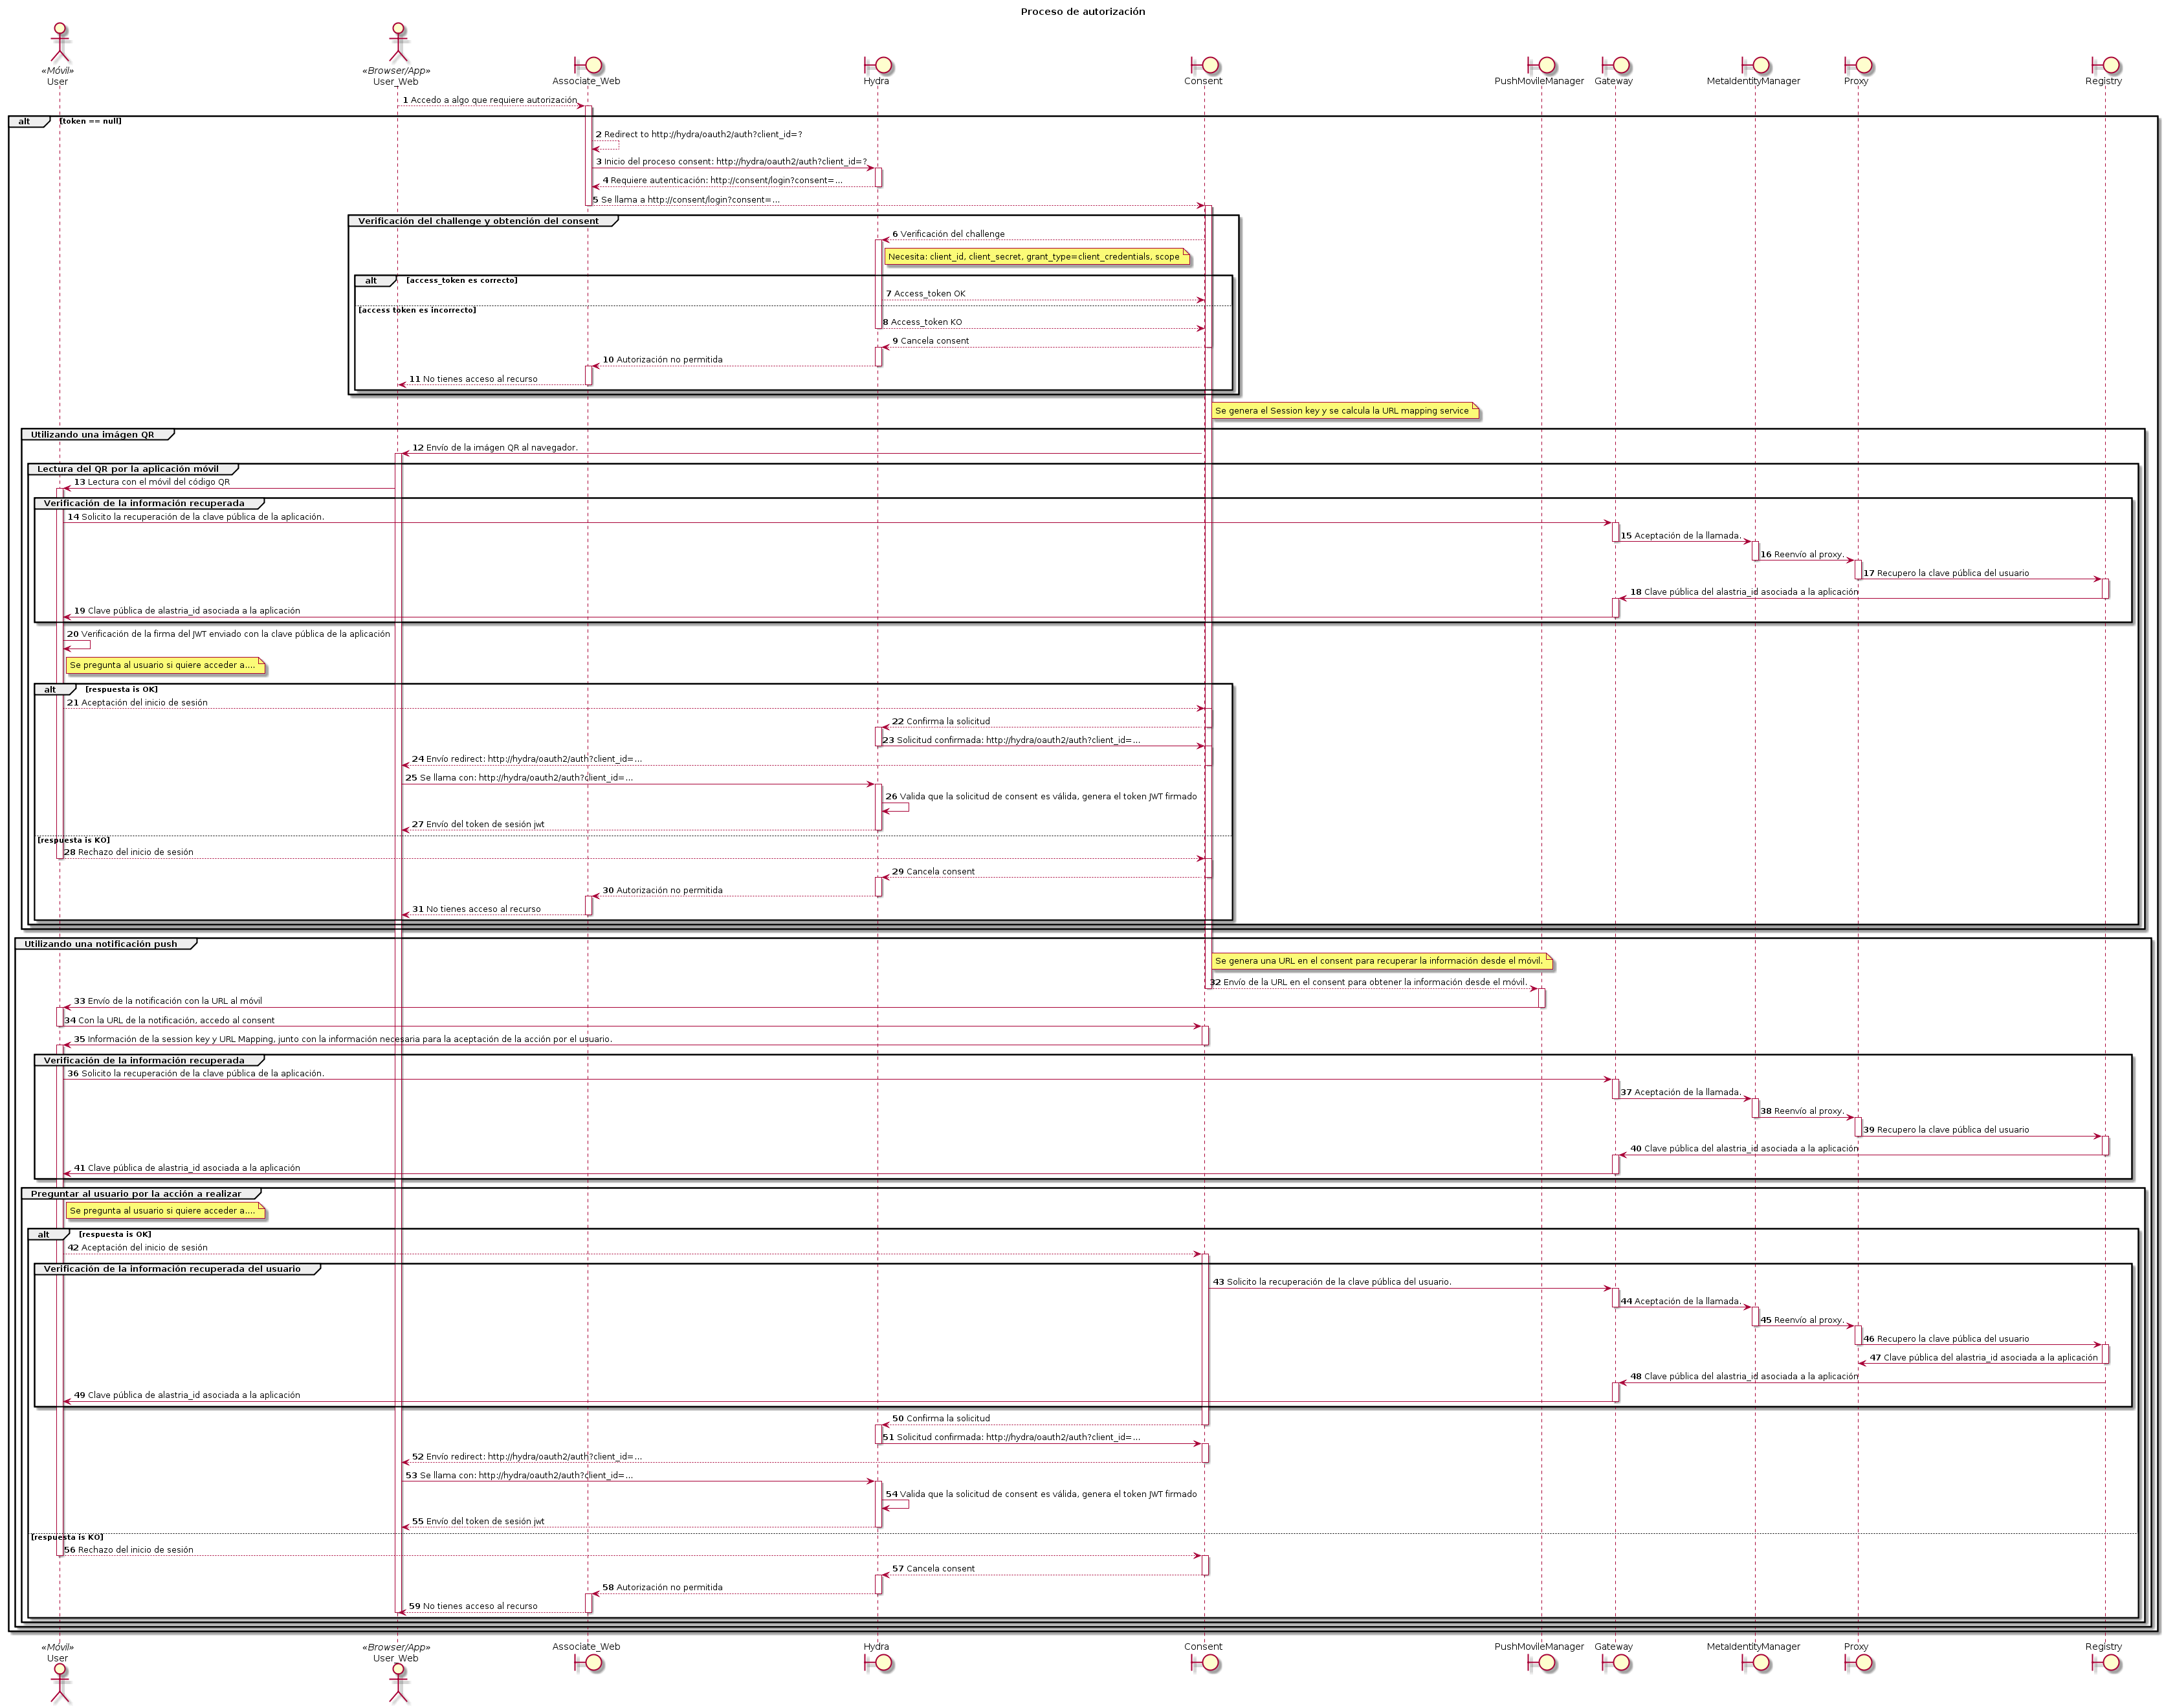 Proceso de autorización
«Móvil»
User
«Browser/App»
User_Web
Associate_Web
Hydra
Consent
PushMovileManager
Gateway
MetaIdentityManager
Proxy
Registry
1 Accedo a algo que requiere autorización
alt [token == null]
2 Redirect to http://hydra/oauth2/auth?client_id=?
3 Inicio del proceso consent: http://hydra/oauth2/auth?client_id=?
4 Requiere autenticación: http://consent/login?consent=...
5 Se llama a http://consent/login?consent=...
Verificación del challenge y obtención del consent
6 Verificación del challenge
Necesita: client_id, client_secret, grant_type=client_credentials, scope
alt [access_token es correcto]
7 Access_token OK
[access token es incorrecto]
8 Access_token KO
9 Cancela consent
10 Autorización no permitida
11 No tienes acceso al recurso
Se genera el Session key y se calcula la URL mapping service
Utilizando una imágen QR
12 Envío de la imágen QR al navegador.
Lectura del QR por la aplicación móvil
13 Lectura con el móvil del código QR
Verificación de la información recuperada
14 Solicito la recuperación de la clave pública de la aplicación.
15 Aceptación de la llamada.
16 Reenvío al proxy.
17 Recupero la clave pública del usuario
18 Clave pública del alastria_id asociada a la aplicación
19 Clave pública de alastria_id asociada a la aplicación
20 Verificación de la firma del JWT enviado con la clave pública de la aplicación
Se pregunta al usuario si quiere acceder a....
alt [respuesta is OK]
21 Aceptación del inicio de sesión
22 Confirma la solicitud
23 Solicitud confirmada: http://hydra/oauth2/auth?client_id=...
24 Envío redirect: http://hydra/oauth2/auth?client_id=...
25 Se llama con: http://hydra/oauth2/auth?client_id=...
26 Valida que la solicitud de consent es válida, genera el token JWT firmado
27 Envío del token de sesión jwt
[respuesta is KO]
28 Rechazo del inicio de sesión
29 Cancela consent
30 Autorización no permitida
31 No tienes acceso al recurso
Utilizando una notificación push
Se genera una URL en el consent para recuperar la información desde el móvil.
32 Envío de la URL en el consent para obtener la información desde el móvil.
33 Envío de la notificación con la URL al móvil
34 Con la URL de la notificación, accedo al consent
35 Información de la session key y URL Mapping, junto con la información necesaria para la aceptación de la acción por el usuario.
Verificación de la información recuperada
36 Solicito la recuperación de la clave pública de la aplicación.
37 Aceptación de la llamada.
38 Reenvío al proxy.
39 Recupero la clave pública del usuario
40 Clave pública del alastria_id asociada a la aplicación
41 Clave pública de alastria_id asociada a la aplicación
Preguntar al usuario por la acción a realizar
Se pregunta al usuario si quiere acceder a....
alt [respuesta is OK]
42 Aceptación del inicio de sesión
Verificación de la información recuperada del usuario
43 Solicito la recuperación de la clave pública del usuario.
44 Aceptación de la llamada.
45 Reenvío al proxy.
46 Recupero la clave pública del usuario
47 Clave pública del alastria_id asociada a la aplicación
48 Clave pública del alastria_id asociada a la aplicación
49 Clave pública de alastria_id asociada a la aplicación
50 Confirma la solicitud
51 Solicitud confirmada: http://hydra/oauth2/auth?client_id=...
52 Envío redirect: http://hydra/oauth2/auth?client_id=...
53 Se llama con: http://hydra/oauth2/auth?client_id=...
54 Valida que la solicitud de consent es válida, genera el token JWT firmado
55 Envío del token de sesión jwt
[respuesta is KO]
56 Rechazo del inicio de sesión
57 Cancela consent
58 Autorización no permitida
59 No tienes acceso al recurso
«Móvil»
User
«Browser/App»
User_Web
Associate_Web
Hydra
Consent
PushMovileManager
Gateway
MetaIdentityManager
Proxy
Registry